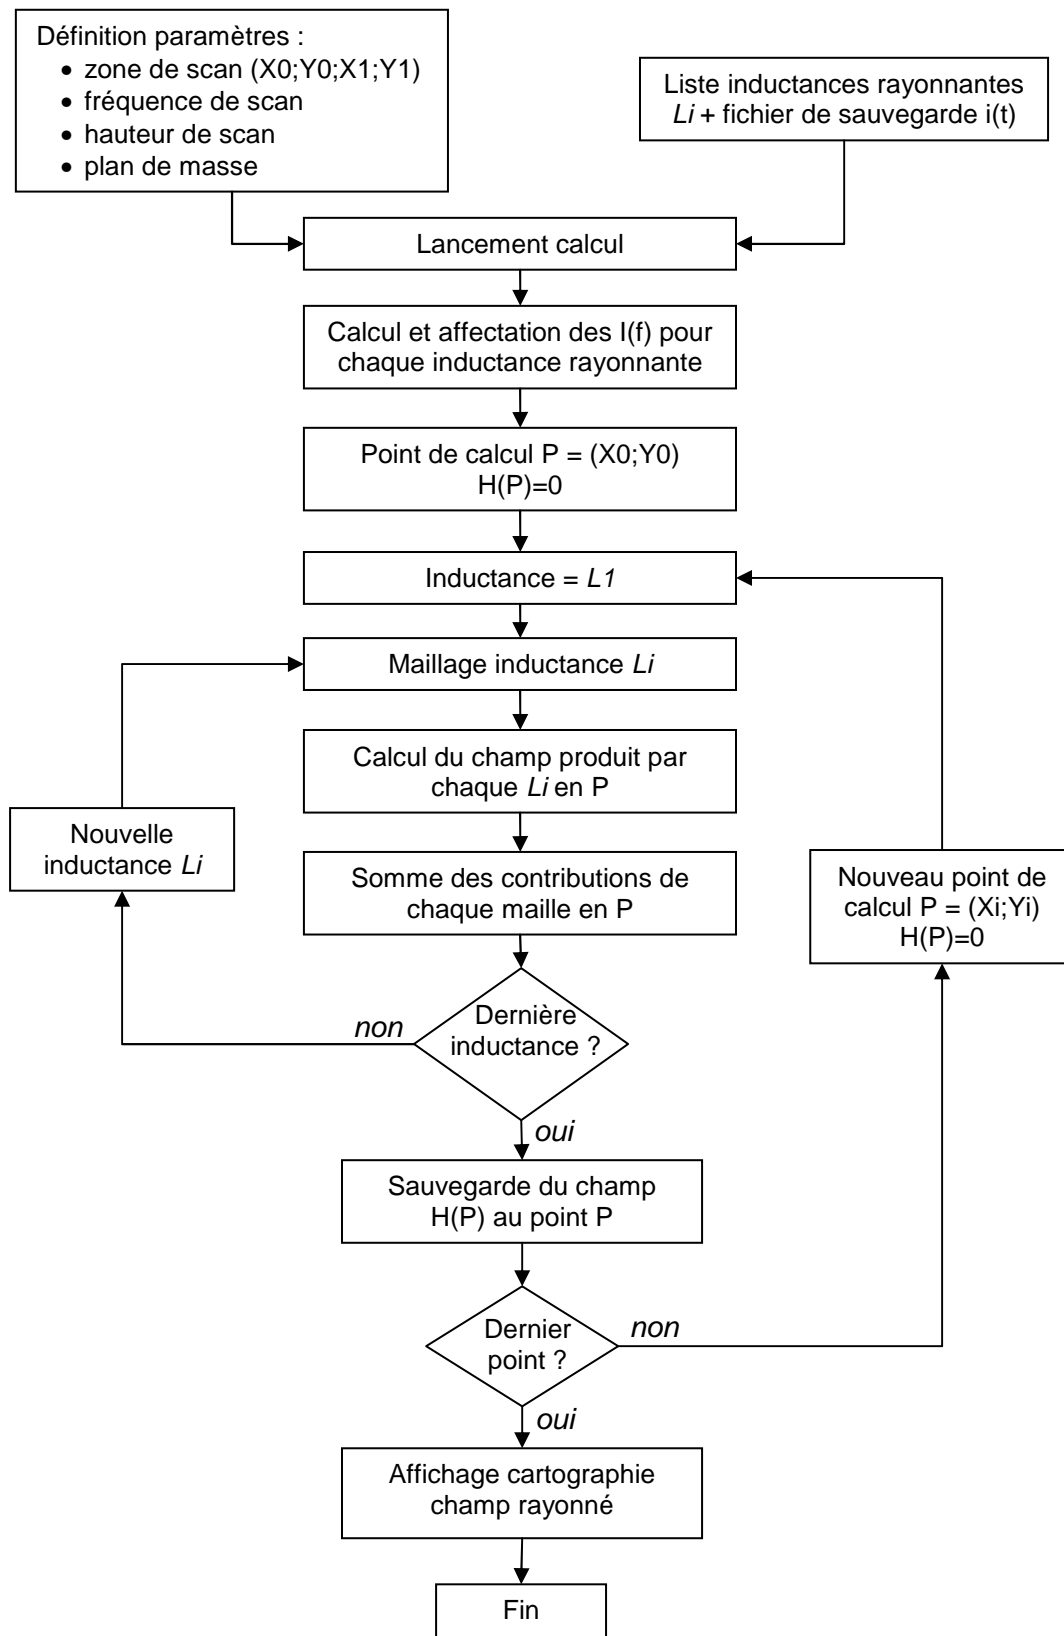 Définition paramètres :
• zone de scan (X0;Y0;X1;Y1)
• fréquence de scan
• hauteur de scan
• plan de masse
Liste inductances rayonnantes
Li + fichier de sauvegarde i(t)
Lancement calcul
Calcul et affectation des I(f) pour
chaque inductance rayonnante
Point de calcul P = (X0;Y0)
H(P)=0
Inductance = L1
Maillage inductance Li
Calcul du champ produit par
chaque Li en P
Nouvelle
inductance Li
Somme des contributions de
chaque maille en P
Nouveau point de
calcul P = (Xi;Yi)
H(P)=0
non
Dernière
inductance ?
oui
Sauvegarde du champ
H(P) au point P
Dernier
point ?
non
oui
Affichage cartographie
champ rayonné
Fin